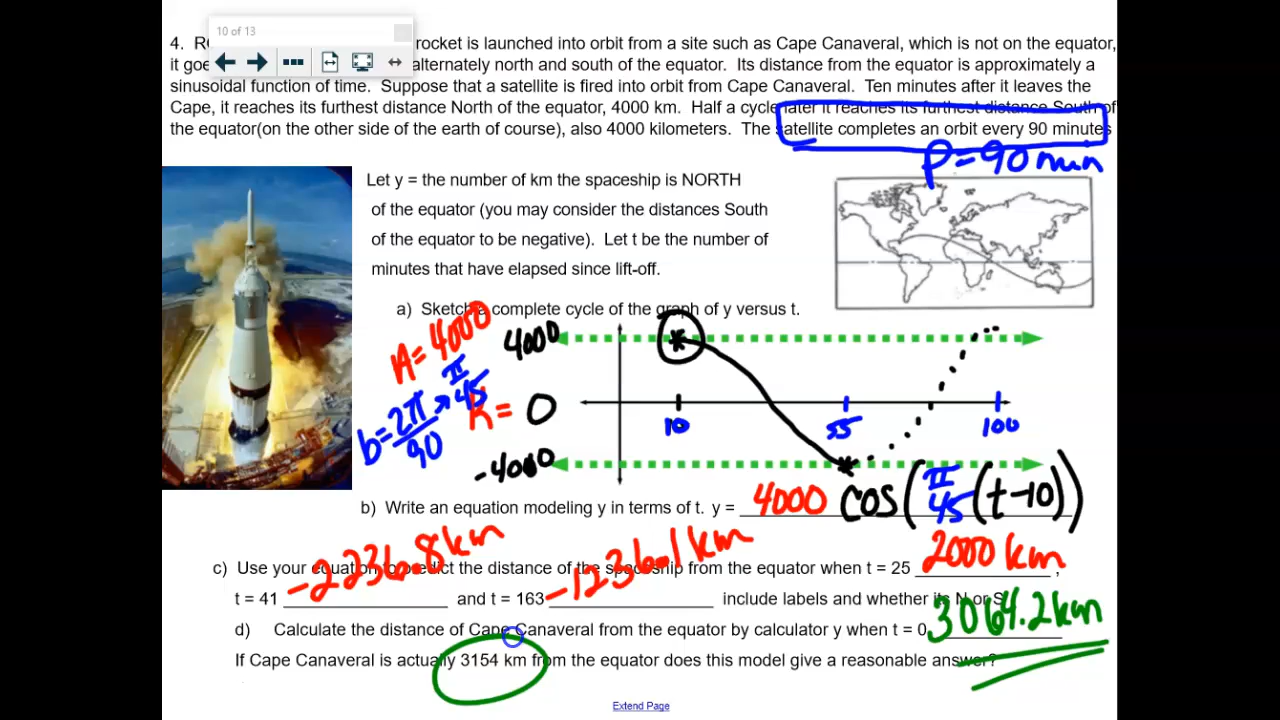 10 of 13
4. R rocket is launched into orbit from a site such as Cape Canaveral, which is not on the equator,
it goe alternately north and south of the equator. Its distance from the equator is approximately a
sinusoidal function of time. Suppose that a satellite is fired into orbit from Cape Canaveral. Ten minutes after it leaves the
Cape, it reaches its furthest distance North of the equator, 4000 km. Half a cycle later it reaches its furthest distance South of
the equator(on the other side of the earth of course), also 4000 kilometers. The satellite completes an orbit every 90 minutes
P = 90 min
Let y = the number of km the spaceship is NORTH
of the equator (you may consider the distances South
of the equator to be negative). Let t be the number of
minutes that have elapsed since lift-off.
a) Sketch a complete cycle of the graph of y versus t.
A = 4000
4000
b = 2π/90 → π/45
K = 0
10 55 100
-4000
b) Write an equation modeling y in terms of t. y = 4000 cos(π/45 (t-10))
c) Use your equation to predict the distance of the spaceship from the equator when t = 25 2000 km ,
t = 41 -2236.8 km and t = 163 -1236.1 km include labels and whether its N or S
d) Calculate the distance of Cape Canaveral from the equator by calculator y when t = 0 3064.2 km
If Cape Canaveral is actually 3154 km from the equator does this model give a reasonable answer?
Extend Page